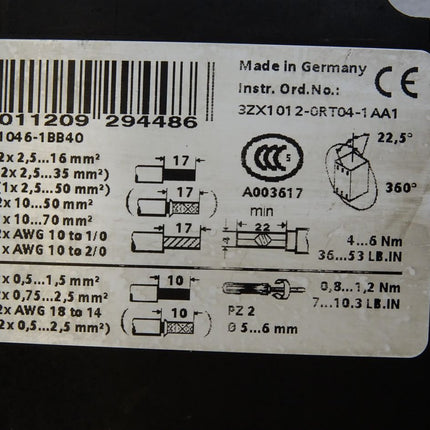 Made in Germany
Instr. Ord.No.:
3ZX1012-0RT04-1AA1
CE
011209 294486
1046-1BB40
2x 2,5...16 mm²
2x 2,5...35 mm²)
(1x 2,5...50 mm²)
2x 10...50 mm²
x 10...70 mm²
x AWG 10 to 1/0
x AWG 10 to 2/0
17
17
17
CCC S
A003617
min
22
4
22,5°
360°
4...6 Nm
36...53 LB.IN
x 0,5...1,5 mm²
x 0,75...2,5 mm²
2x AWG 18 to 14
2x 0,5...2,5 mm²)
10
10
PZ 2
Ø 5...6 mm
0,8...1,2 Nm
7...10.3 LB.IN